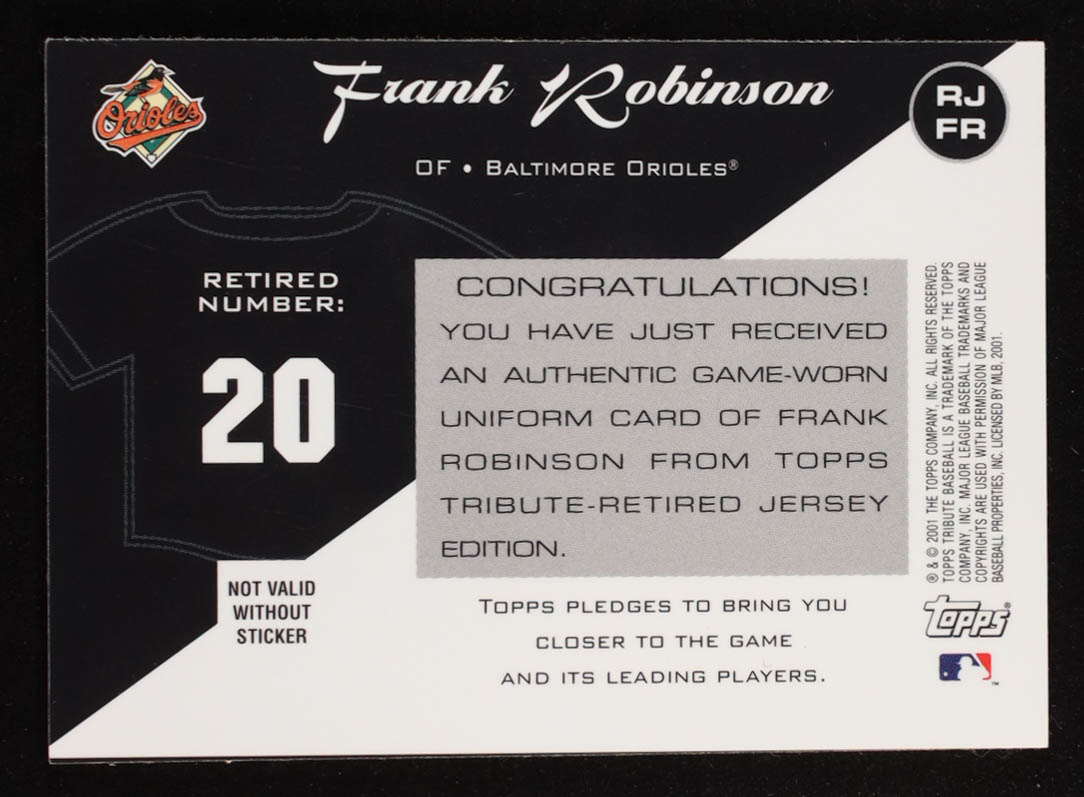 Orioles
Frank Robinson
RJ
FR
OF • BALTIMORE ORIOLES®
RETIRED
NUMBER:
20
CONGRATULATIONS!
YOU HAVE JUST RECEIVED
AN AUTHENTIC GAME-WORN
UNIFORM CARD OF FRANK
ROBINSON FROM TOPPS
TRIBUTE-RETIRED JERSEY
EDITION.
NOT VALID
WITHOUT
STICKER
TOPPS PLEDGES TO BRING YOU
CLOSER TO THE GAME
AND ITS LEADING PLAYERS.
® & © 2001 THE TOPPS COMPANY, INC. ALL RIGHTS RESERVED.
TOPPS TRIBUTE BASEBALL IS A TRADEMARK OF THE TOPPS
COMPANY, INC. MAJOR LEAGUE BASEBALL TRADEMARKS AND
COPYRIGHTS ARE USED WITH PERMISSION OF MAJOR LEAGUE
BASEBALL PROPERTIES, INC. LICENSED BY MLB, 2001.
Topps®
™